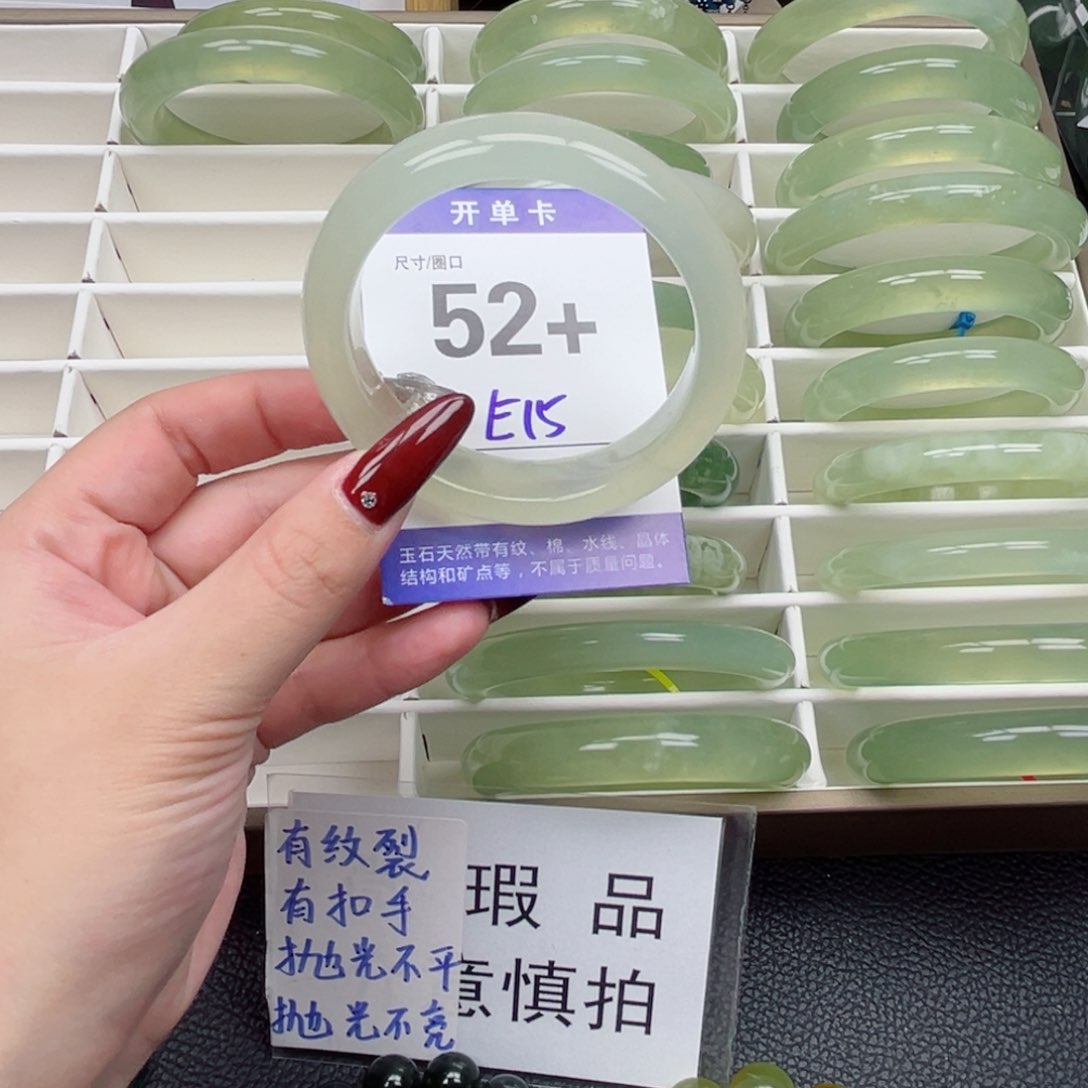 开单卡
尺寸/圈口
52+
E15
玉石天然带有纹、棉、水线、晶体
结构和矿点等，不属于质量问题。
有纹裂
有扣手
抛光不平
抛光不亮
瑕 品
意慎拍